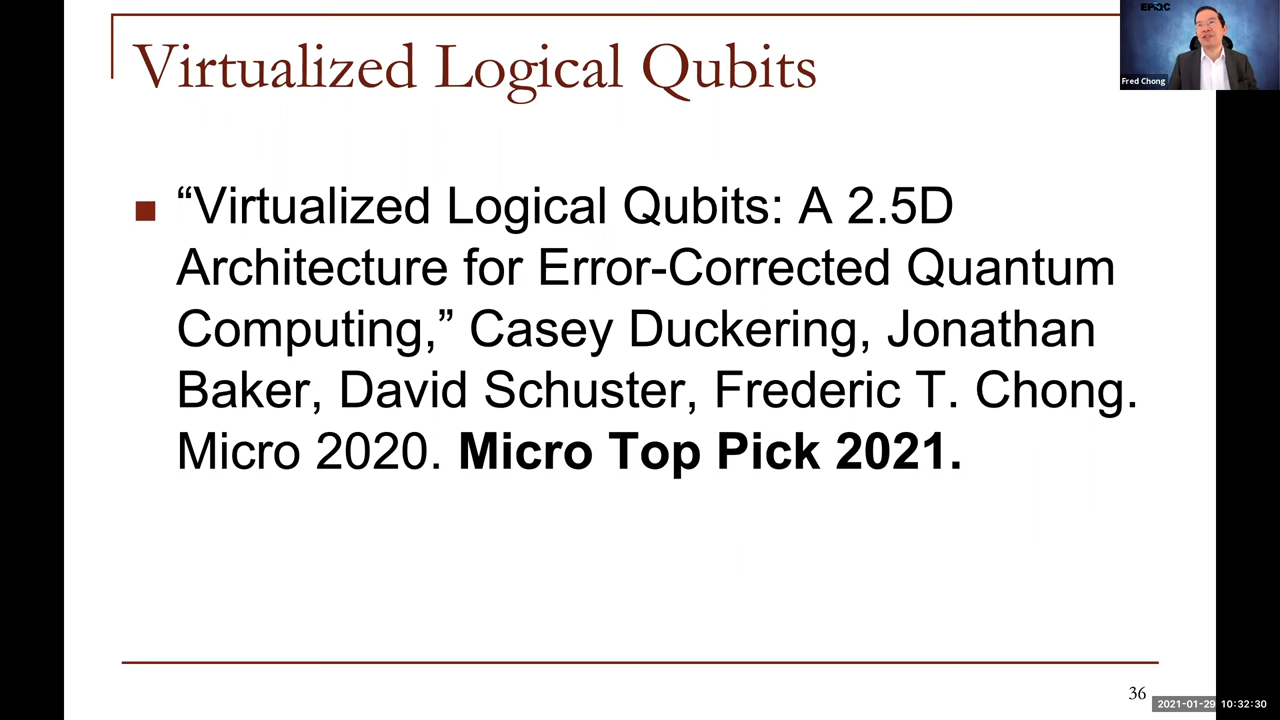 Virtualized Logical Qubits
EPiQC
Fred Chong
“Virtualized Logical Qubits: A 2.5D
Architecture for Error-Corrected Quantum
Computing,” Casey Duckering, Jonathan
Baker, David Schuster, Frederic T. Chong.
Micro 2020. Micro Top Pick 2021.
36
2021-01-29 10:32:30